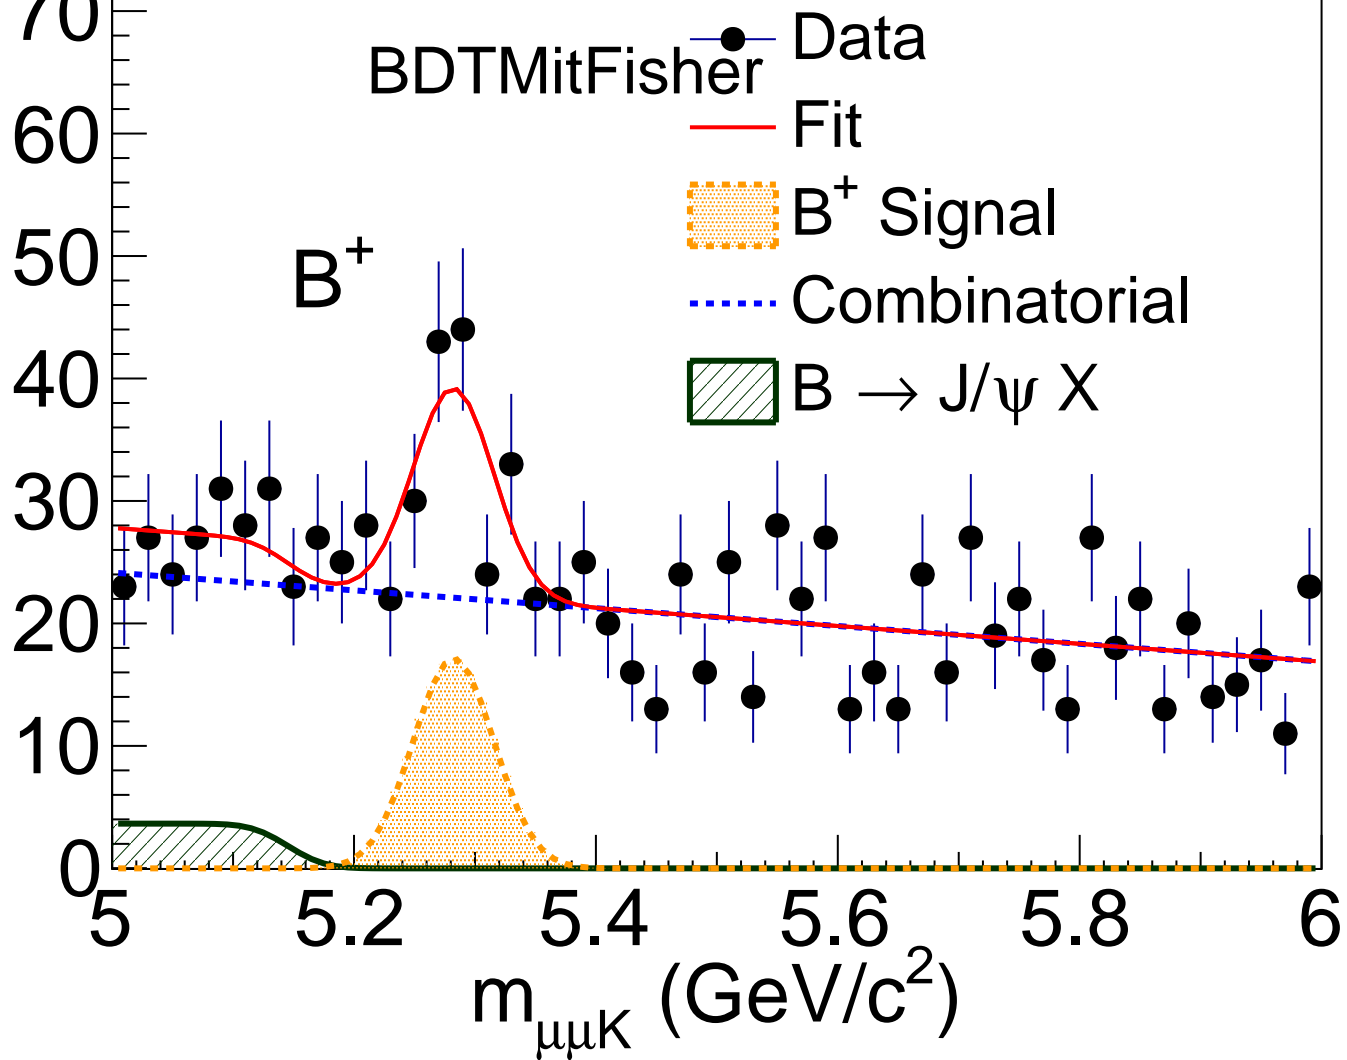 70
60
50
40
30
20
10
0
5 5.2 5.4 5.6 5.8 6
m_μμK (GeV/c²)
BDTMitFisher
B⁺
Data
Fit
B⁺ Signal
Combinatorial
B → J/ψ X